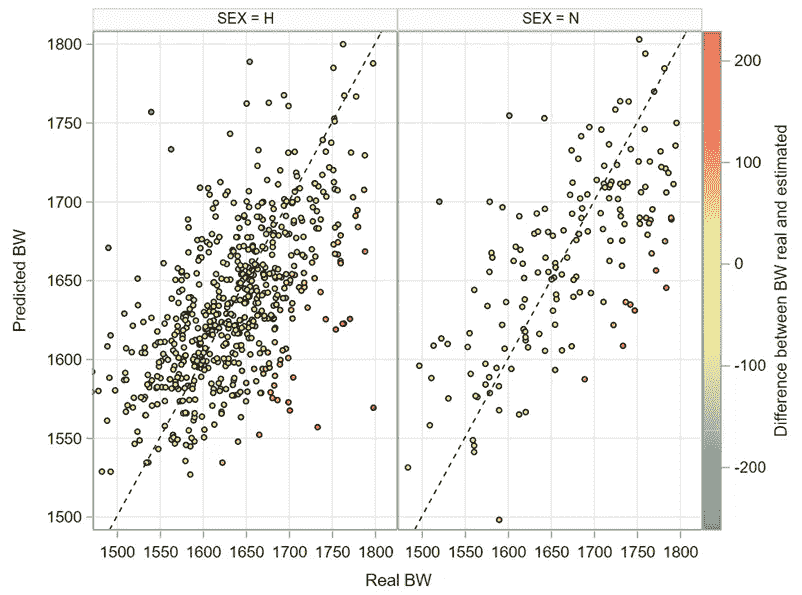 SEX = H
SEX = N
Predicted BW
1800
1750
1700
1650
1600
1550
1500
1500 1550 1600 1650 1700 1750 1800
1500 1550 1600 1650 1700 1750 1800
Real BW
200
100
0
-100
-200
Difference between BW real and estimated